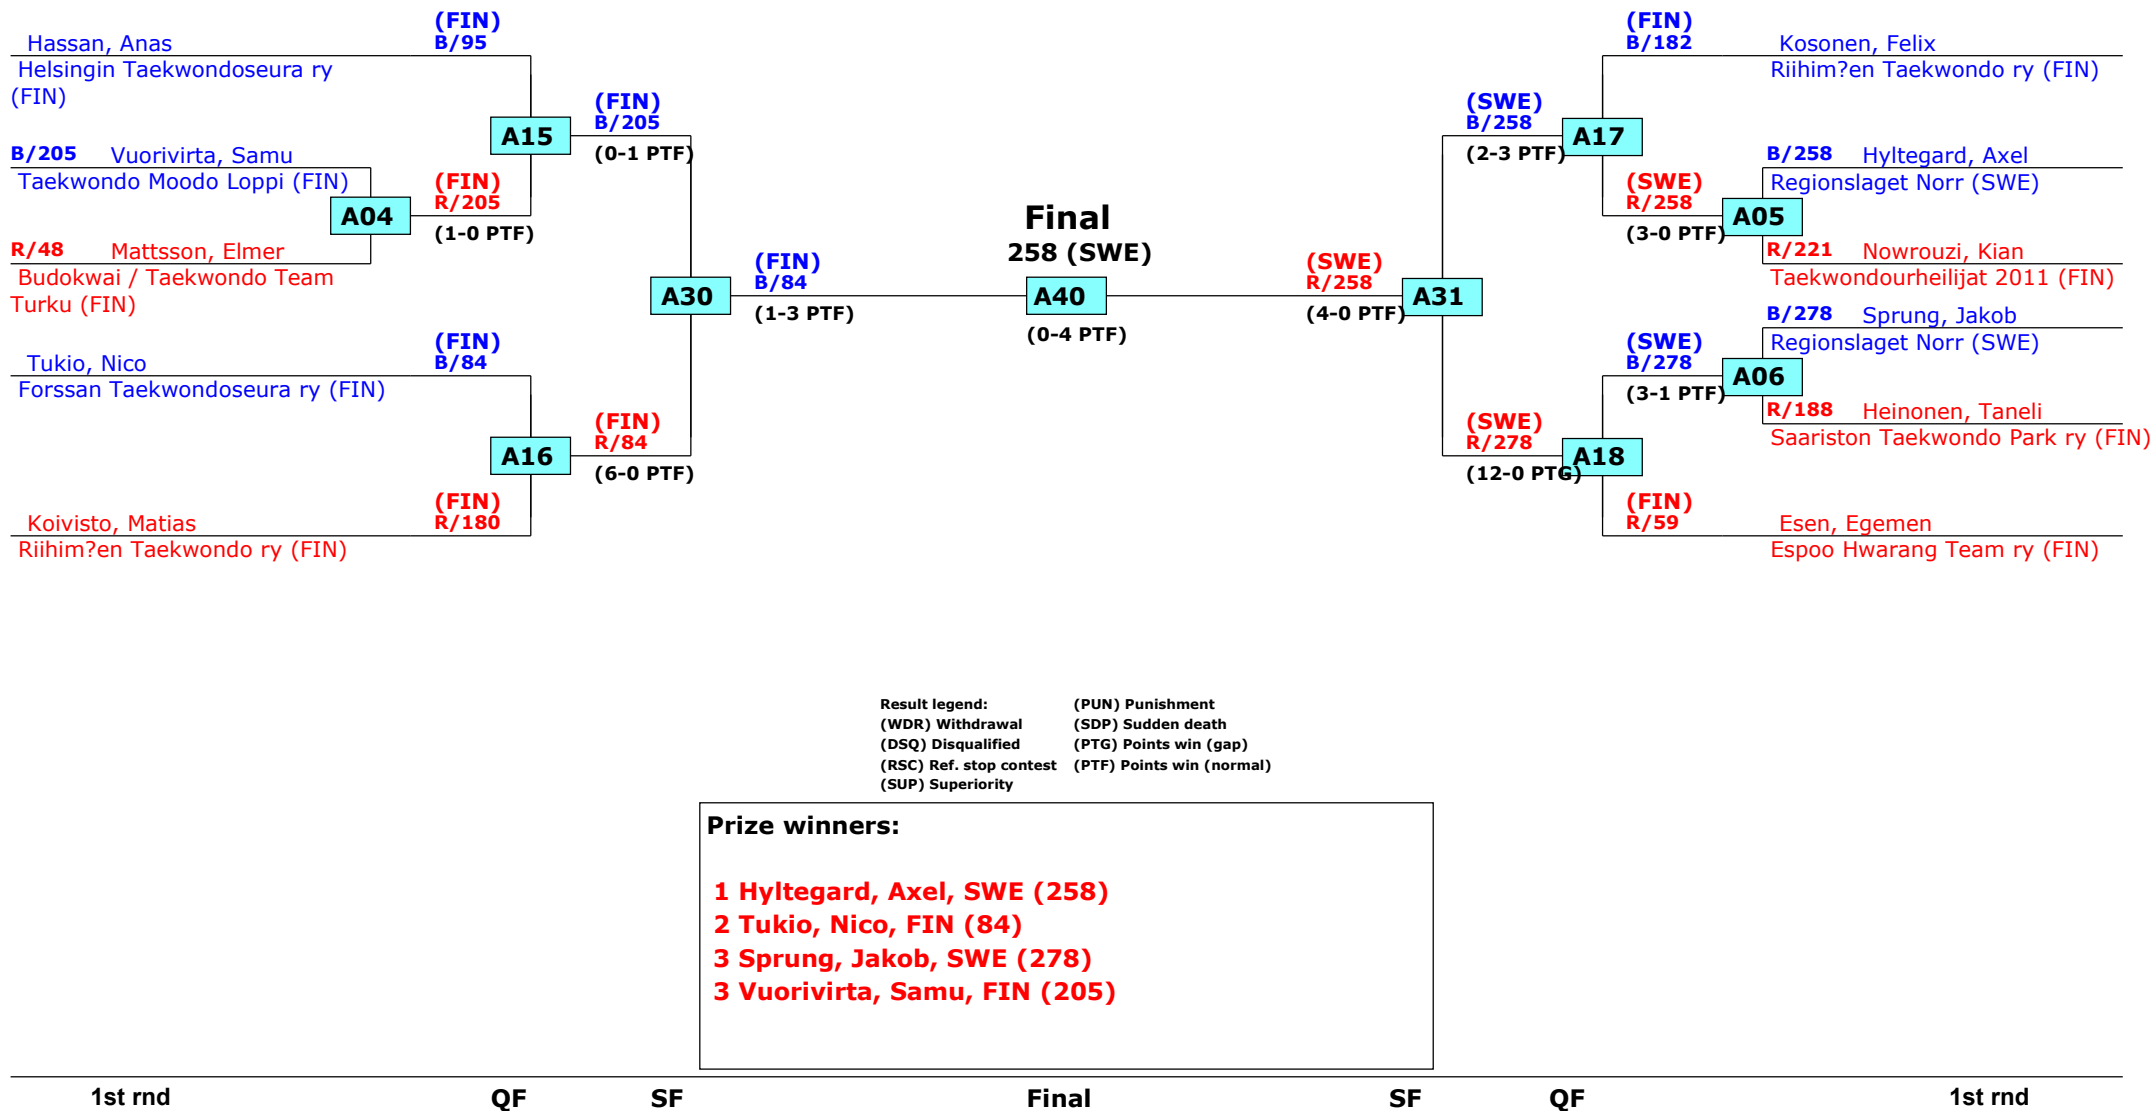 (FIN)
B/95
Hassan, Anas
Helsingin Taekwondoseura ry
(FIN)
A15
(FIN)
B/205
(0-1 PTF)
B/205 Vuorivirta, Samu
Taekwondo Moodo Loppi (FIN)
A04
(FIN)
R/205
(1-0 PTF)
R/48 Mattsson, Elmer
Budokwai / Taekwondo Team
Turku (FIN)
A30
(FIN)
B/84
(1-3 PTF)
(FIN)
B/84
Tukio, Nico
Forssan Taekwondoseura ry (FIN)
A16
(FIN)
R/84
(6-0 PTF)
(FIN)
R/180
Koivisto, Matias
Riihim?en Taekwondo ry (FIN)
Final
258 (SWE)
A40
(0-4 PTF)
(FIN)
B/182
Kosonen, Felix
Riihim?en Taekwondo ry (FIN)
(SWE)
B/258
(2-3 PTF)
A17
B/258 Hyltegard, Axel
Regionslaget Norr (SWE)
(SWE)
R/258
(3-0 PTF)
A05
R/221 Nowrouzi, Kian
Taekwondourheilijat 2011 (FIN)
(SWE)
R/258
(4-0 PTF)
A31
B/278 Sprung, Jakob
Regionslaget Norr (SWE)
(SWE)
B/278
(3-1 PTF)
A06
R/188 Heinonen, Taneli
Saariston Taekwondo Park ry (FIN)
(SWE)
R/278
(12-0 PTG)
A18
(FIN)
R/59
Esen, Egemen
Espoo Hwarang Team ry (FIN)
Result legend: (PUN) Punishment
(WDR) Withdrawal (SDP) Sudden death
(DSQ) Disqualified (PTG) Points win (gap)
(RSC) Ref. stop contest (PTF) Points win (normal)
(SUP) Superiority
Prize winners:
1 Hyltegard, Axel, SWE (258)
2 Tukio, Nico, FIN (84)
3 Sprung, Jakob, SWE (278)
3 Vuorivirta, Samu, FIN (205)
1st rnd QF SF Final SF QF 1st rnd